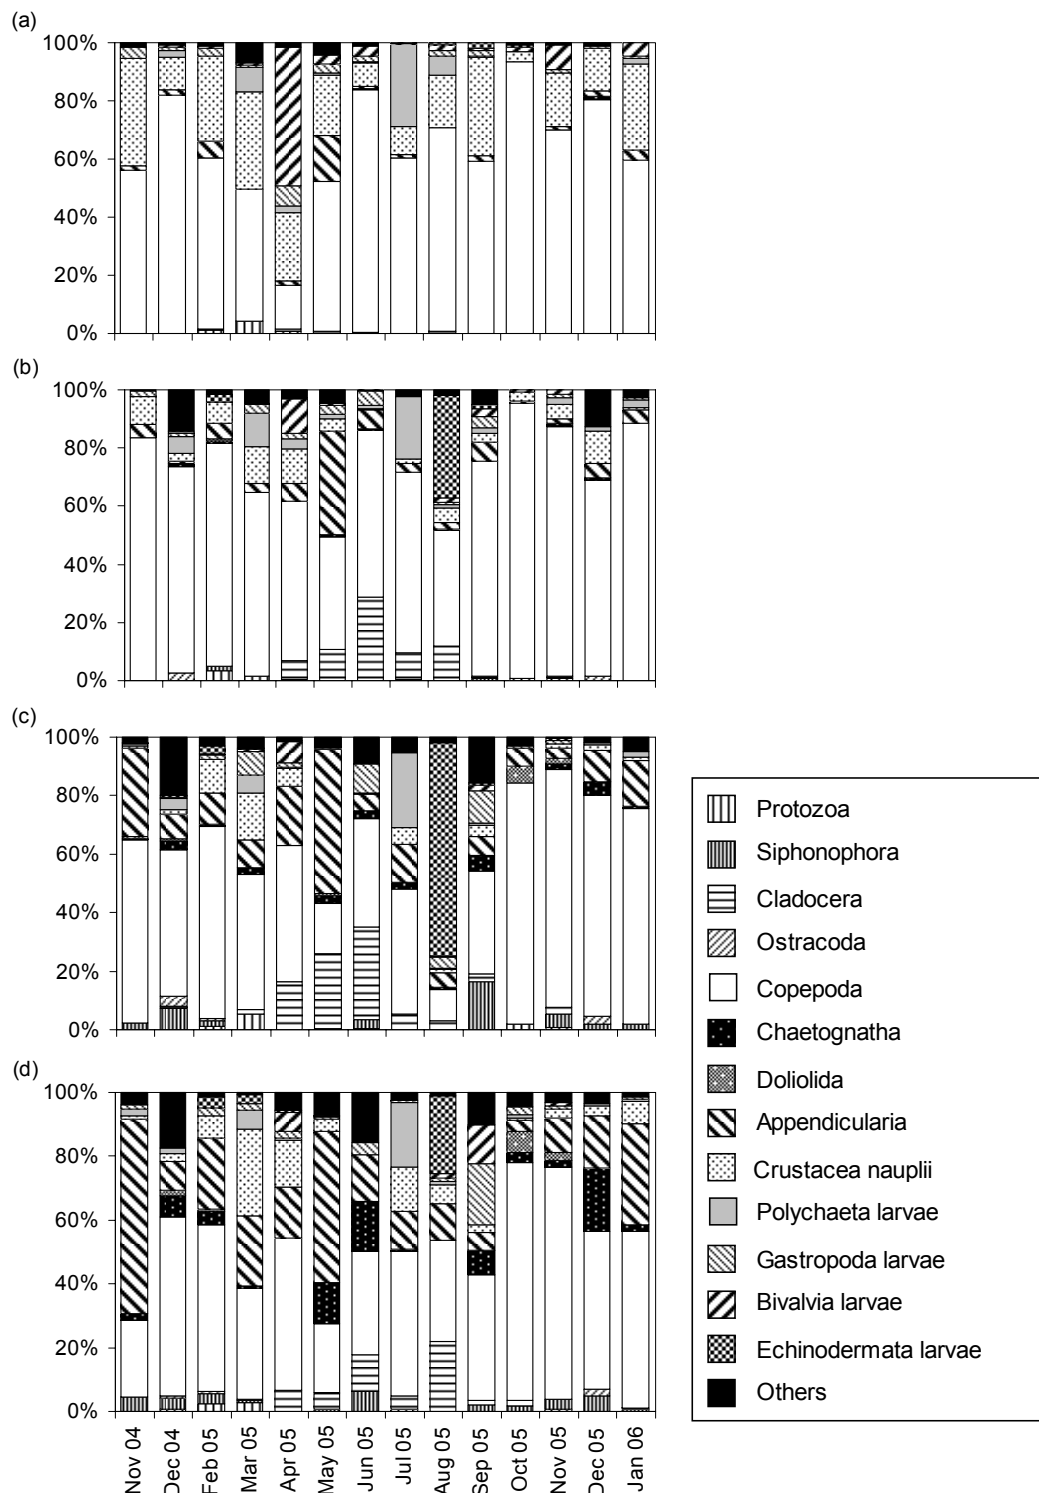 (a)
100%
80%
60%
40%
20%
0%
(b)
100%
80%
60%
40%
20%
0%
(c)
100%
80%
60%
40%
20%
0%
(d)
100%
80%
60%
40%
20%
0%
Nov 04
Dec 04
Feb 05
Mar 05
Apr 05
May 05
Jun 05
Jul 05
Aug 05
Sep 05
Oct 05
Nov 05
Dec 05
Jan 06
Protozoa
Siphonophora
Cladocera
Ostracoda
Copepoda
Chaetognatha
Doliolida
Appendicularia
Crustacea nauplii
Polychaeta larvae
Gastropoda larvae
Bivalvia larvae
Echinodermata larvae
Others